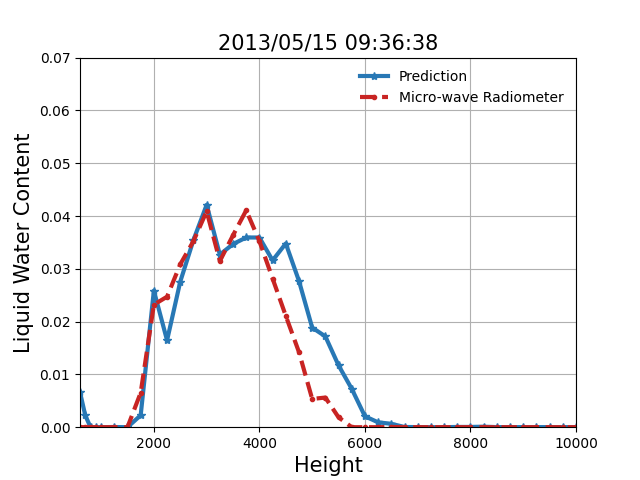 2013/05/15 09:36:38
0.07
0.06
0.05
0.04
0.03
0.02
0.01
0.00
Liquid Water Content
Prediction
Micro-wave Radiometer
2000 4000 6000 8000 10000
Height